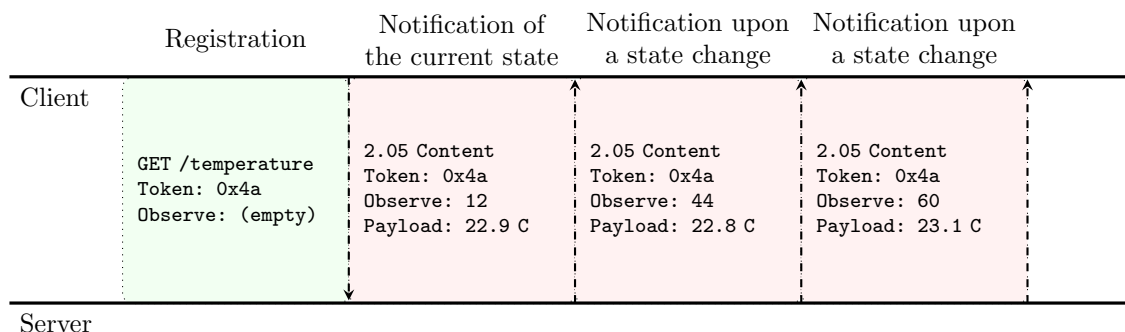 Registration
Notification of
the current state
Notification upon
a state change
Notification upon
a state change
Client
GET /temperature
Token: 0x4a
Observe: (empty)
2.05 Content
Token: 0x4a
Observe: 12
Payload: 22.9 C
2.05 Content
Token: 0x4a
Observe: 44
Payload: 22.8 C
2.05 Content
Token: 0x4a
Observe: 60
Payload: 23.1 C
Server